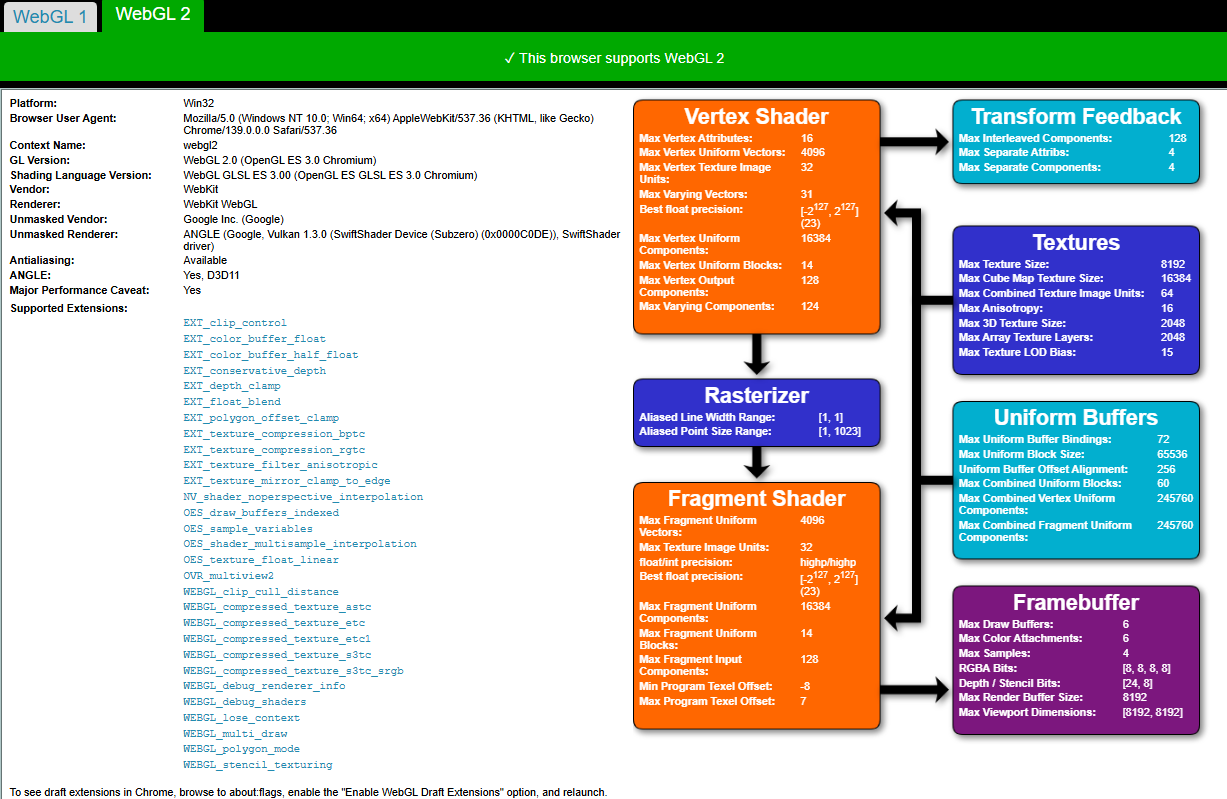 WebGL 1
WebGL 2
✓ This browser supports WebGL 2
Platform: Win32
Browser User Agent: Mozilla/5.0 (Windows NT 10.0; Win64; x64) AppleWebKit/537.36 (KHTML, like Gecko)
Chrome/139.0.0.0 Safari/537.36
Context Name: webgl2
GL Version: WebGL 2.0 (OpenGL ES 3.0 Chromium)
Shading Language Version: WebGL GLSL ES 3.00 (OpenGL ES GLSL ES 3.0 Chromium)
Vendor: WebKit
Renderer: WebKit WebGL
Unmasked Vendor: Google Inc. (Google)
Unmasked Renderer: ANGLE (Google, Vulkan 1.3.0 (SwiftShader Device (Subzero) (0x0000C0DE)), SwiftShader
driver)
Antialiasing: Available
ANGLE: Yes, D3D11
Major Performance Caveat: Yes
Supported Extensions:
EXT_clip_control
EXT_color_buffer_float
EXT_color_buffer_half_float
EXT_conservative_depth
EXT_depth_clamp
EXT_float_blend
EXT_polygon_offset_clamp
EXT_texture_compression_bptc
EXT_texture_compression_rgtc
EXT_texture_filter_anisotropic
EXT_texture_mirror_clamp_to_edge
NV_shader_noperspective_interpolation
OES_draw_buffers_indexed
OES_sample_variables
OES_shader_multisample_interpolation
OES_texture_float_linear
OVR_multiview2
WEBGL_clip_cull_distance
WEBGL_compressed_texture_astc
WEBGL_compressed_texture_etc
WEBGL_compressed_texture_etc1
WEBGL_compressed_texture_s3tc
WEBGL_compressed_texture_s3tc_srgb
WEBGL_debug_renderer_info
WEBGL_debug_shaders
WEBGL_lose_context
WEBGL_multi_draw
WEBGL_polygon_mode
WEBGL_stencil_texturing
To see draft extensions in Chrome, browse to about:flags, enable the "Enable WebGL Draft Extensions" option, and relaunch.
Vertex Shader
Max Vertex Attributes: 16
Max Vertex Uniform Vectors: 4096
Max Vertex Texture Image 32
Units:
Max Varying Vectors: 31
Best float precision: [-2^127, 2^127]
(23)
Max Vertex Uniform 16384
Components:
Max Vertex Uniform Blocks: 14
Max Vertex Output 128
Components:
Max Varying Components: 124
Rasterizer
Aliased Line Width Range: [1, 1]
Aliased Point Size Range: [1, 1023]
Fragment Shader
Max Fragment Uniform 4096
Vectors:
Max Texture Image Units: 32
float/int precision: highp/highp
Best float precision: [-2^127, 2^127]
(23)
Max Fragment Uniform 16384
Components:
Max Fragment Uniform 14
Blocks:
Max Fragment Input 128
Components:
Min Program Texel Offset: -8
Max Program Texel Offset: 7
Transform Feedback
Max Interleaved Components: 128
Max Separate Attribs: 4
Max Separate Components: 4
Textures
Max Texture Size: 8192
Max Cube Map Texture Size: 16384
Max Combined Texture Image Units: 64
Max Anisotropy: 16
Max 3D Texture Size: 2048
Max Array Texture Layers: 2048
Max Texture LOD Bias: 15
Uniform Buffers
Max Uniform Buffer Bindings: 72
Max Uniform Block Size: 65536
Uniform Buffer Offset Alignment: 256
Max Combined Uniform Blocks: 60
Max Combined Vertex Uniform 245760
Components:
Max Combined Fragment Uniform 245760
Components:
Framebuffer
Max Draw Buffers: 6
Max Color Attachments: 6
Max Samples: 4
RGBA Bits: [8, 8, 8, 8]
Depth / Stencil Bits: [24, 8]
Max Render Buffer Size: 8192
Max Viewport Dimensions: [8192, 8192]